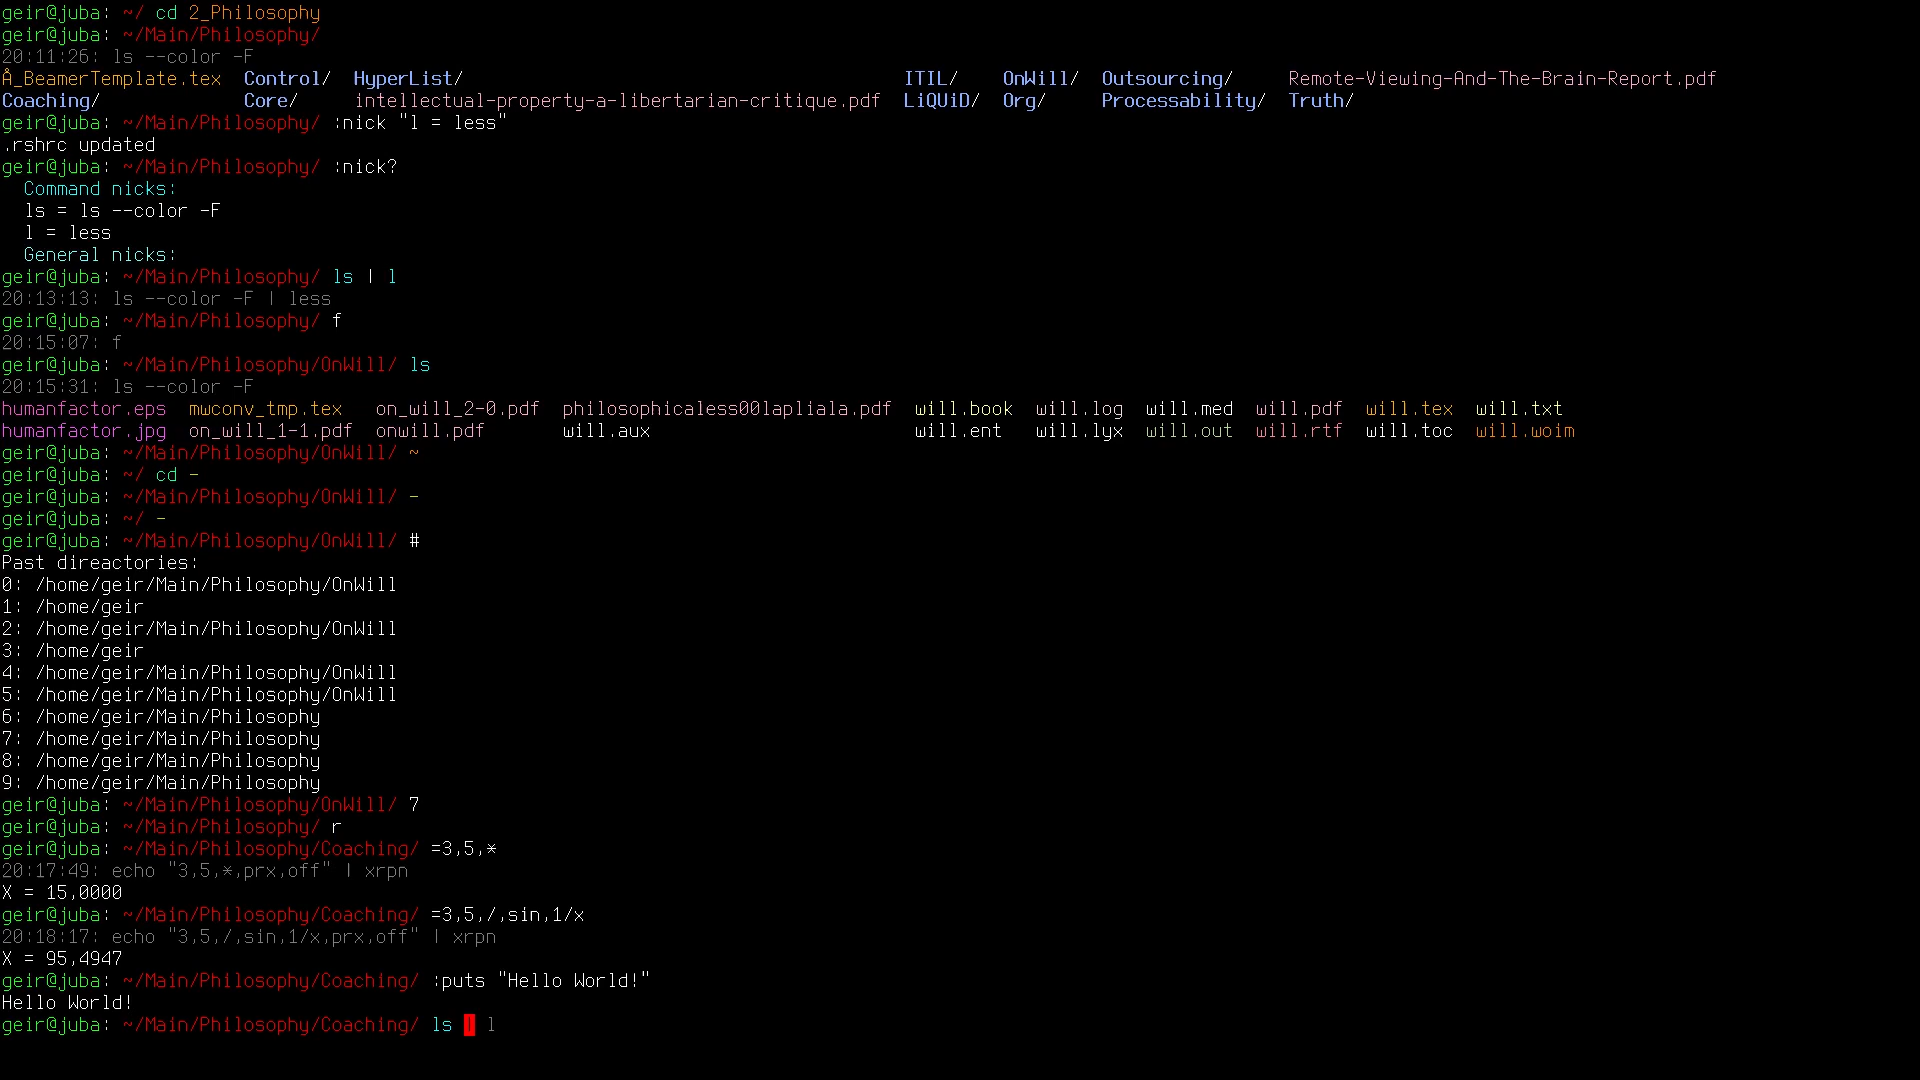 geir@juba: ~/ cd 2_Philosophy
geir@juba: ~/Main/Philosophy/
20:11:26: ls --color -F
Å_BeamerTemplate.tex  Control/  HyperList/                                        ITIL/    OnWill/  Outsourcing/     Remote-Viewing-And-The-Brain-Report.pdf
Coaching/             Core/     intellectual-property-a-libertarian-critique.pdf  LiQUiD/  Org/     Processability/  Truth/
geir@juba: ~/Main/Philosophy/ :nick "l = less"
.rshrc updated
geir@juba: ~/Main/Philosophy/ :nick?
  Command nicks:
  ls = ls --color -F
  l = less
  General nicks:
geir@juba: ~/Main/Philosophy/ ls | l
20:13:13: ls --color -F | less
geir@juba: ~/Main/Philosophy/ f
20:15:07: f
geir@juba: ~/Main/Philosophy/OnWill/ ls
20:15:31: ls --color -F
humanfactor.eps  mwconv_tmp.tex   on_will_2-0.pdf  philosophicaless00lapliala.pdf  will.book  will.log  will.med  will.pdf  will.tex  will.txt
humanfactor.jpg  on_will_1-1.pdf  onwill.pdf       will.aux                        will.ent   will.lyx  will.out  will.rtf  will.toc  will.woim
geir@juba: ~/Main/Philosophy/OnWill/ ~
geir@juba: ~/ cd -
geir@juba: ~/Main/Philosophy/OnWill/ -
geir@juba: ~/ -
geir@juba: ~/Main/Philosophy/OnWill/ #
Past direactories:
0: /home/geir/Main/Philosophy/OnWill
1: /home/geir
2: /home/geir/Main/Philosophy/OnWill
3: /home/geir
4: /home/geir/Main/Philosophy/OnWill
5: /home/geir/Main/Philosophy/OnWill
6: /home/geir/Main/Philosophy
7: /home/geir/Main/Philosophy
8: /home/geir/Main/Philosophy
9: /home/geir/Main/Philosophy
geir@juba: ~/Main/Philosophy/OnWill/ 7
geir@juba: ~/Main/Philosophy/ r
geir@juba: ~/Main/Philosophy/Coaching/ =3,5,*
20:17:49: echo "3,5,*,prx,off" | xrpn
X = 15,0000
geir@juba: ~/Main/Philosophy/Coaching/ =3,5,/,sin,1/x
20:18:17: echo "3,5,/,sin,1/x,prx,off" | xrpn
X = 95,4947
geir@juba: ~/Main/Philosophy/Coaching/ :puts "Hello World!"
Hello World!
geir@juba: ~/Main/Philosophy/Coaching/ ls | l